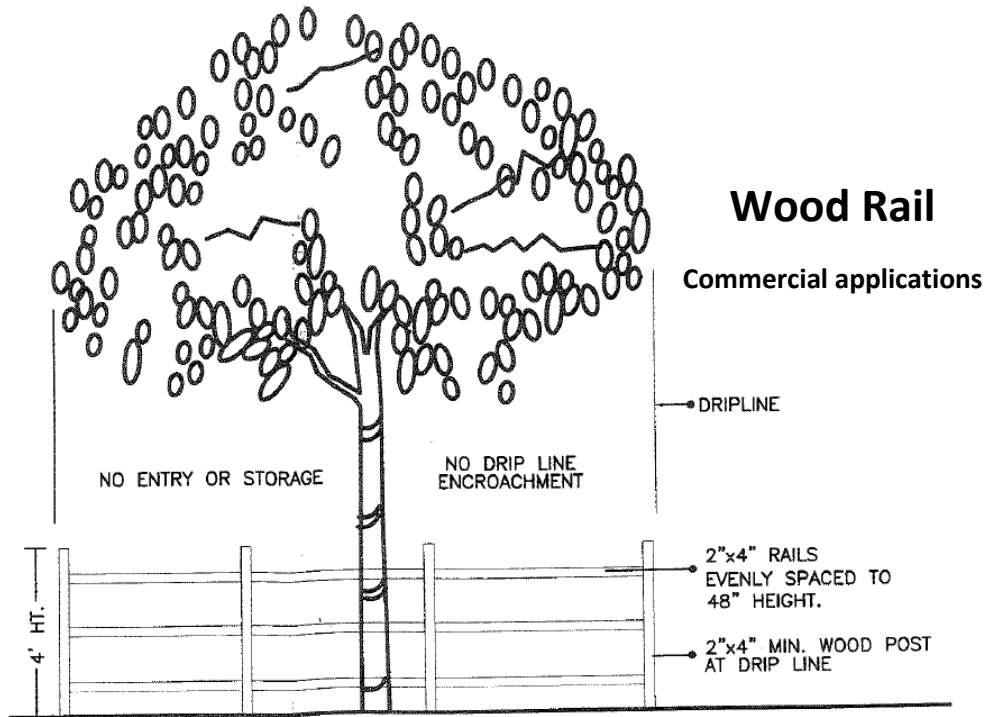 Wood Rail
Commercial applications
DRIPLINE
NO ENTRY OR STORAGE
NO DRIP LINE
ENCROACHMENT
2"x4" RAILS
EVENLY SPACED TO
48" HEIGHT.
4' HT.
2"x4" MIN. WOOD POST
AT DRIP LINE